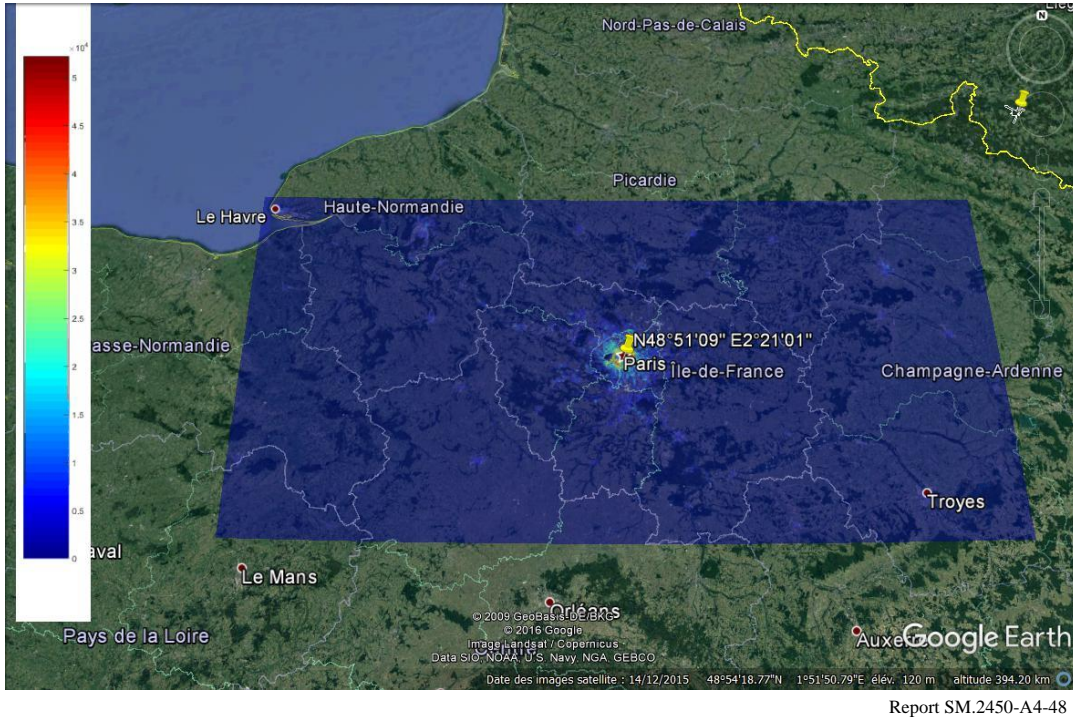 Liège
Nord-Pas-de-Calais
N
× 10⁴
5
4.5
4
3.5
3
2.5
2
1.5
1
0.5
0
Picardie
Le Havre
Haute-Normandie
asse-Normandie
N48°51'09" E2°21'01"
Paris
Île-de-France
Champagne-Ardenne
Troyes
aval
Le Mans
Orléans
© 2009 GeoBasis-DE/BKG
© 2016 Google
Image Landsat / Copernicus
Data SIO, NOAA, U.S. Navy, NGA, GEBCO
Pays de la Loire
Centre
Google Earth
Date des images satellite : 14/12/2015 48°54'18.77"N 1°51'50.79"E élév. 120 m altitude 394.20 km
Report SM.2450-A4-48